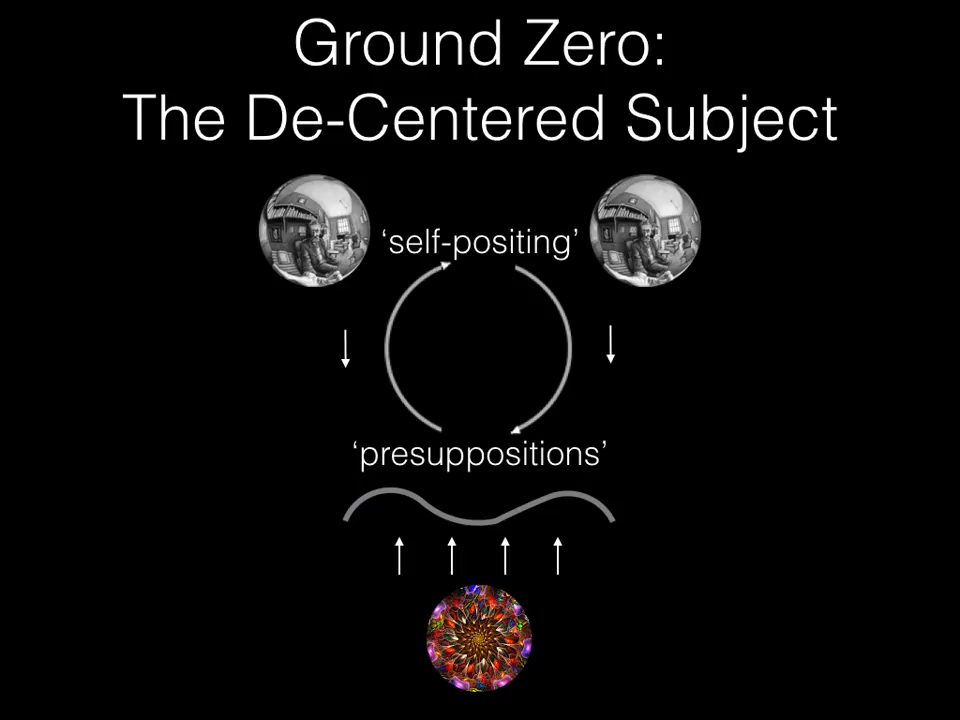 Ground Zero:
The De-Centered Subject
‘self-positing’
‘presuppositions’